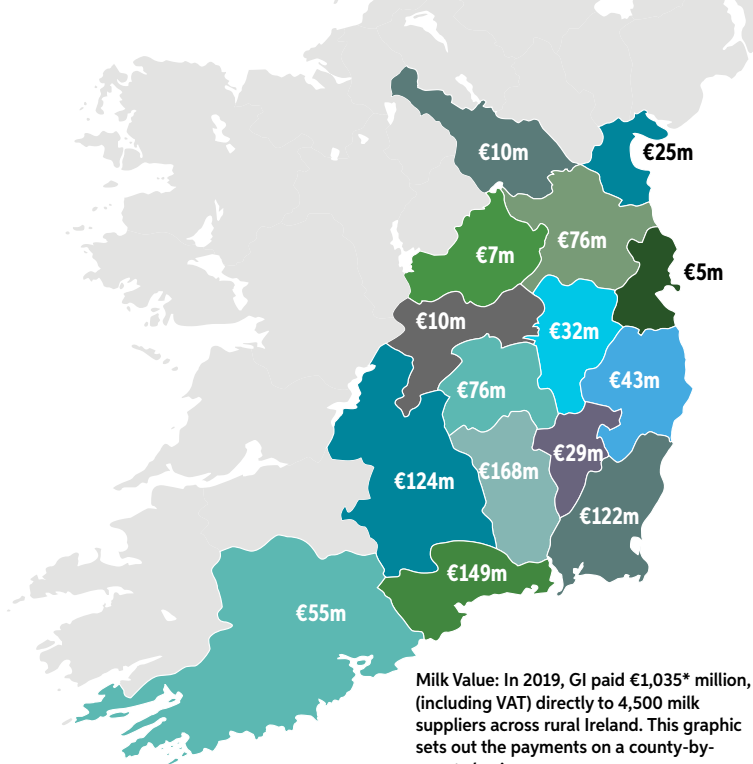 €10m
€25m
€76m
€7m
€5m
€10m
€32m
€43m
€76m
€29m
€168m
€124m
€122m
€149m
€55m
Milk Value: In 2019, GI paid €1,035* million,
(including VAT) directly to 4,500 milk
suppliers across rural Ireland. This graphic
sets out the payments on a county-by-